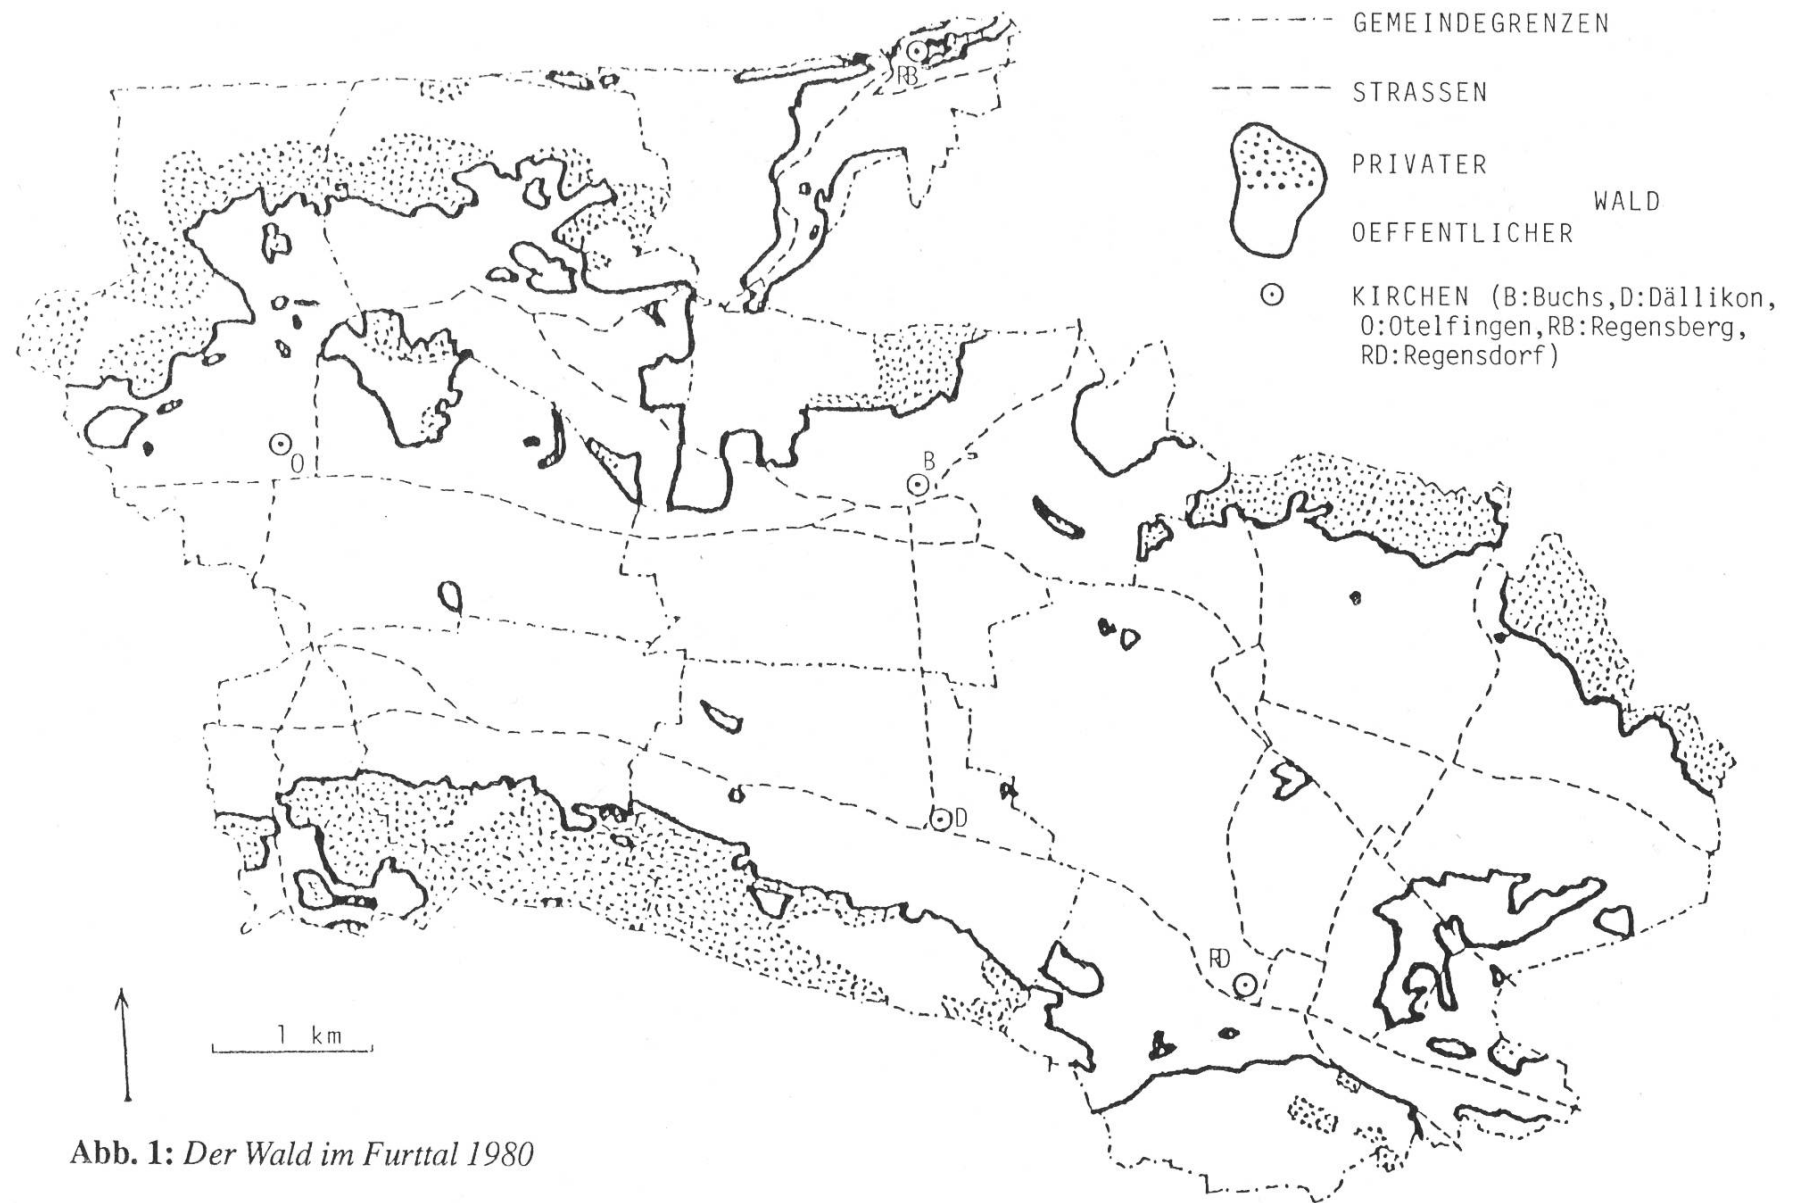 GEMEINDEGRENZEN
STRASSEN
PRIVATER
WALD
OEFFENTLICHER
KIRCHEN (B:Buchs,D:Dällikon,
O:Otelfingen,RB:Regensberg,
RD:Regensdorf)
RB
O
B
D
RD
1 km
Abb. 1: Der Wald im Furttal 1980